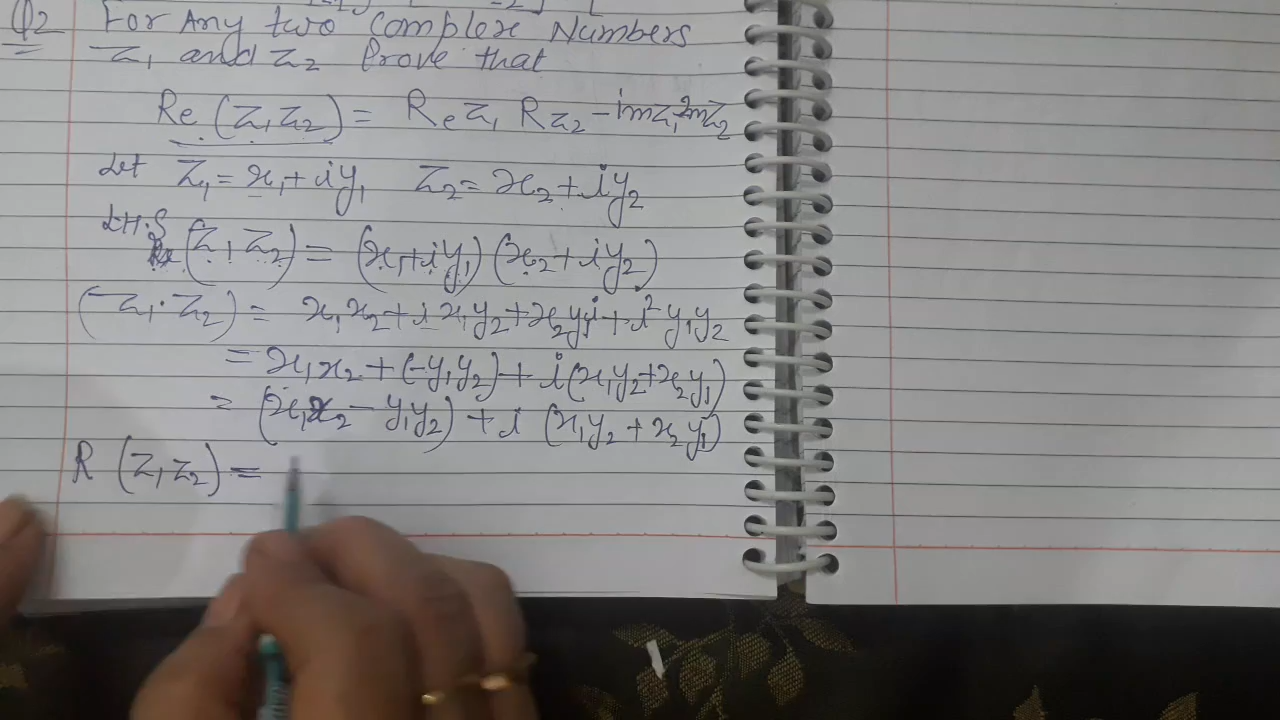 Q2 For Any two Complex Numbers
z₁ and z₂ Prove that
Re (z₁z₂) = Re z₁ R z₂ - im z₁ Im z₂
Let z₁ = x₁ + iy₁ z₂ = x₂ + iy₂
L.H.S
(z₁ z₂) = (x₁+iy₁) (x₂+iy₂)
(z₁·z₂) = x₁x₂ + i x₁y₂ + x₂y₁i + i² y₁y₂
= x₁x₂ + (-y₁y₂) + i (x₁y₂+x₂y₁)
= (x₁x₂ - y₁y₂) + i (x₁y₂ + x₂y₁)
R (z₁z₂) =